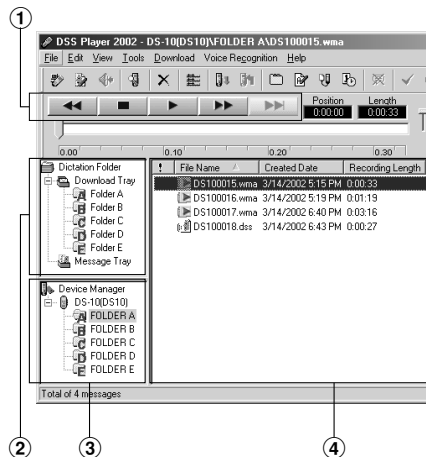 ①
DSS Player 2002 - DS-10(DS10)\FOLDER A\DS100015.wma
File Edit View Tools Download Voice Recognition Help
Position Length
0:00:00 0:00:33
0.00 0.10 0.20 0.30
Dictation Folder
Download Tray
Folder A
Folder B
Folder C
Folder D
Folder E
Message Tray
! File Name Created Date Recording Length
DS100015.wma 3/14/2002 5:15 PM 0:00:33
DS100016.wma 3/14/2002 5:19 PM 0:01:19
DS100017.wma 3/14/2002 6:40 PM 0:03:16
DS100018.dss 3/14/2002 6:43 PM 0:00:27
Device Manager
DS-10(DS10)
FOLDER A
FOLDER B
FOLDER C
FOLDER D
FOLDER E
Total of 4 messages
② ③ ④